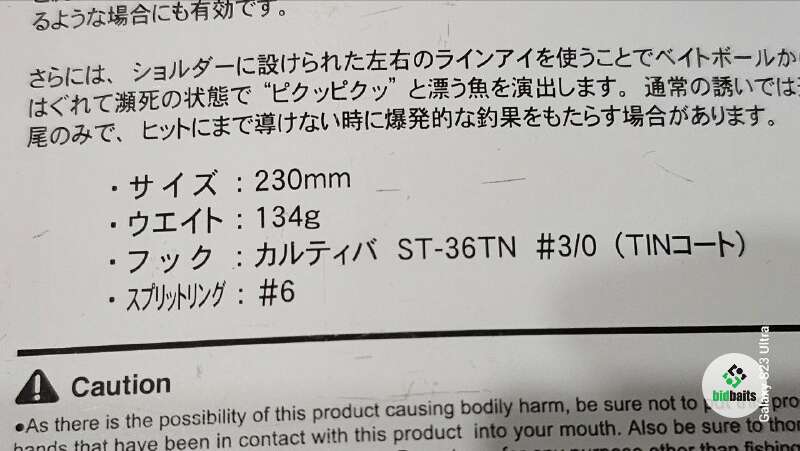 るような場合にも有効です。
さらには、ショルダーに設けられた左右のラインアイを使うことでベイトボールか
はぐれて瀕死の状態で“ピクッピクッ”と漂う魚を演出します。通常の誘いでは
尾のみで、ヒットにまで導けない時に爆発的な釣果をもたらす場合があります。
・サイズ：230mm
・ウエイト：134g
・フック：カルティバ ST-36TN #3/0（TINコート）
・スプリットリング：#6
Caution
●As there is the possibility of this product causing bodily harm, be sure not to
hands that have been in contact with this product into your mouth. Also be sure to
for any purpose other than fishing
bidbaits
Galaxy S23 Ultra